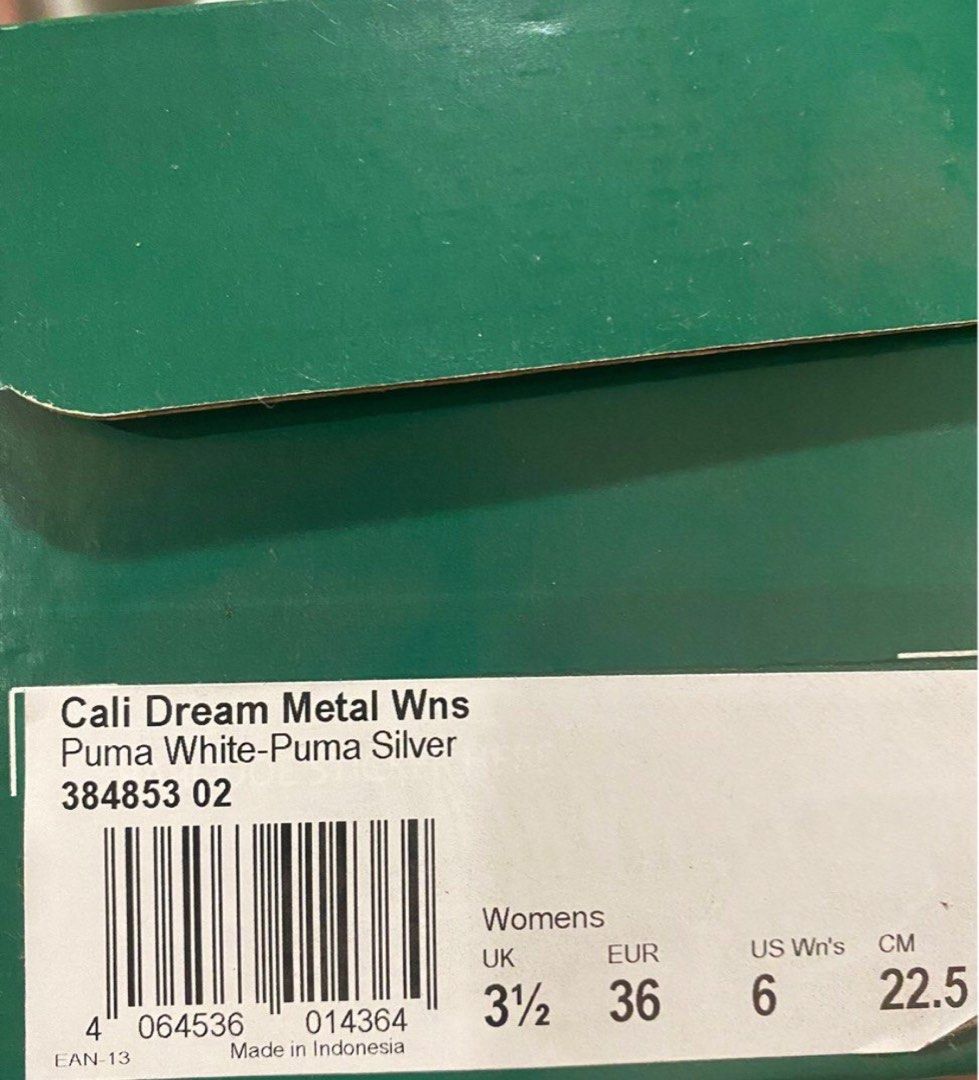 Cali Dream Metal Wns
Puma White-Puma Silver
384853 02
Womens
UK EUR US Wn's CM
3½ 36 6 22.5
4 064536 014364
EAN-13 Made in Indonesia